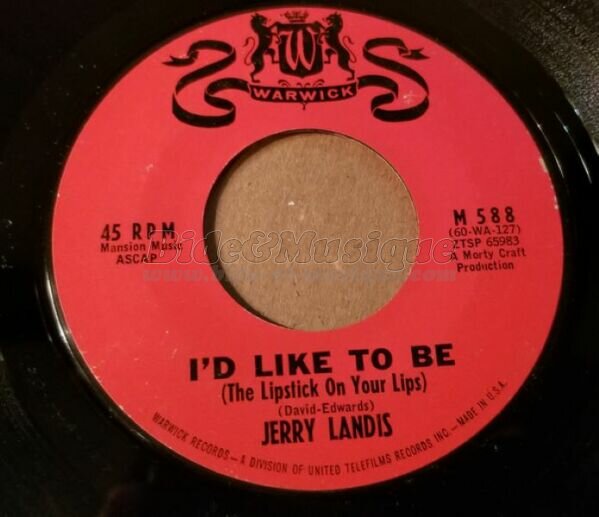 W
WARWICK
45 RPM
Mansion Music
ASCAP
M 588
(60-WA-127)
ZTSP 65983
A Morty Craft
Production
Bide&Musique
I'D LIKE TO BE
(The Lipstick On Your Lips)
(David-Edwards)
JERRY LANDIS
WARWICK RECORDS—A DIVISION OF UNITED TELEFILMS RECORDS INC.—MADE IN U.S.A.